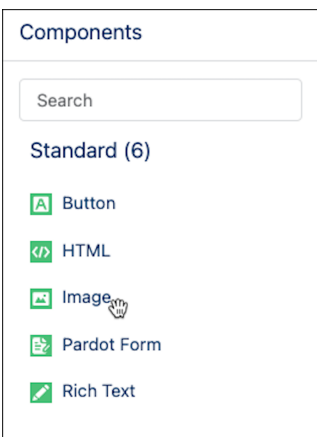 Components
Search
Standard (6)
Button
HTML
Image
Pardot Form
Rich Text